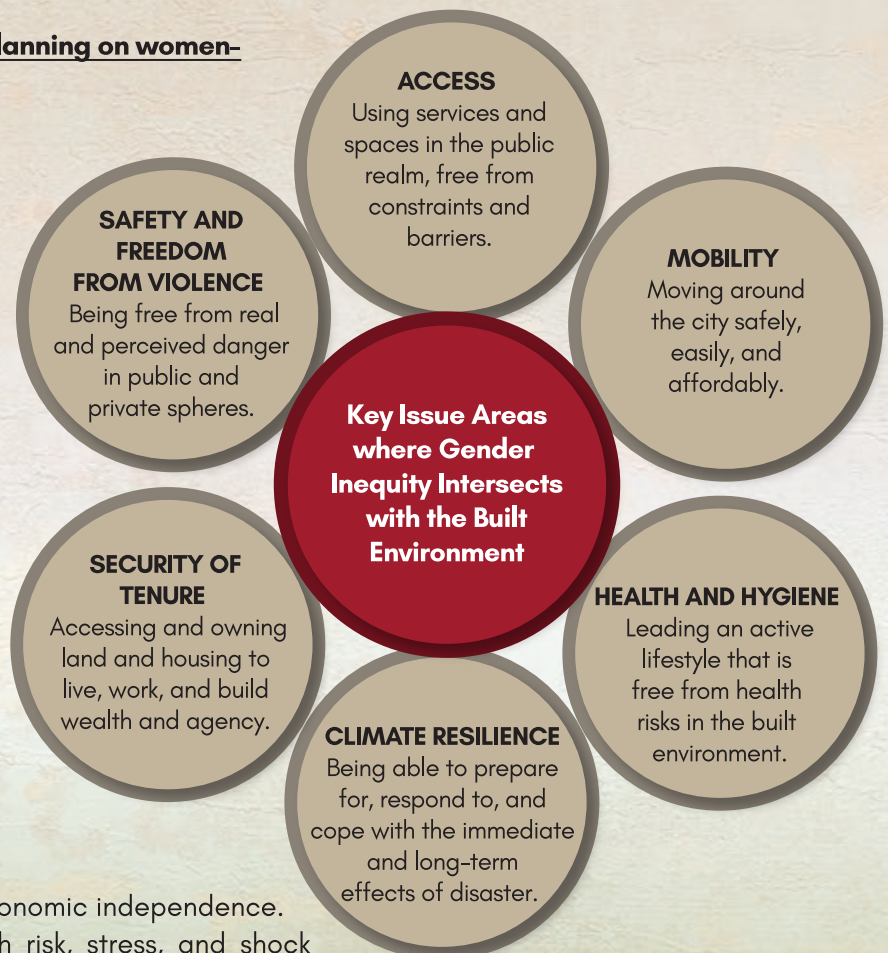 lanning on women-
ACCESS
Using services and
spaces in the public
realm, free from
constraints and
barriers.
SAFETY AND
FREEDOM
FROM VIOLENCE
Being free from real
and perceived danger
in public and
private spheres.
MOBILITY
Moving around
the city safely,
easily, and
affordably.
Key Issue Areas
where Gender
Inequity Intersects
with the Built
Environment
SECURITY OF
TENURE
Accessing and owning
land and housing to
live, work, and build
wealth and agency.
HEALTH AND HYGIENE
Leading an active
lifestyle that is
free from health
risks in the built
environment.
CLIMATE RESILIENCE
Being able to prepare
for, respond to, and
cope with the immediate
and long-term
effects of disaster.
onomic independence.
h risk, stress, and shock